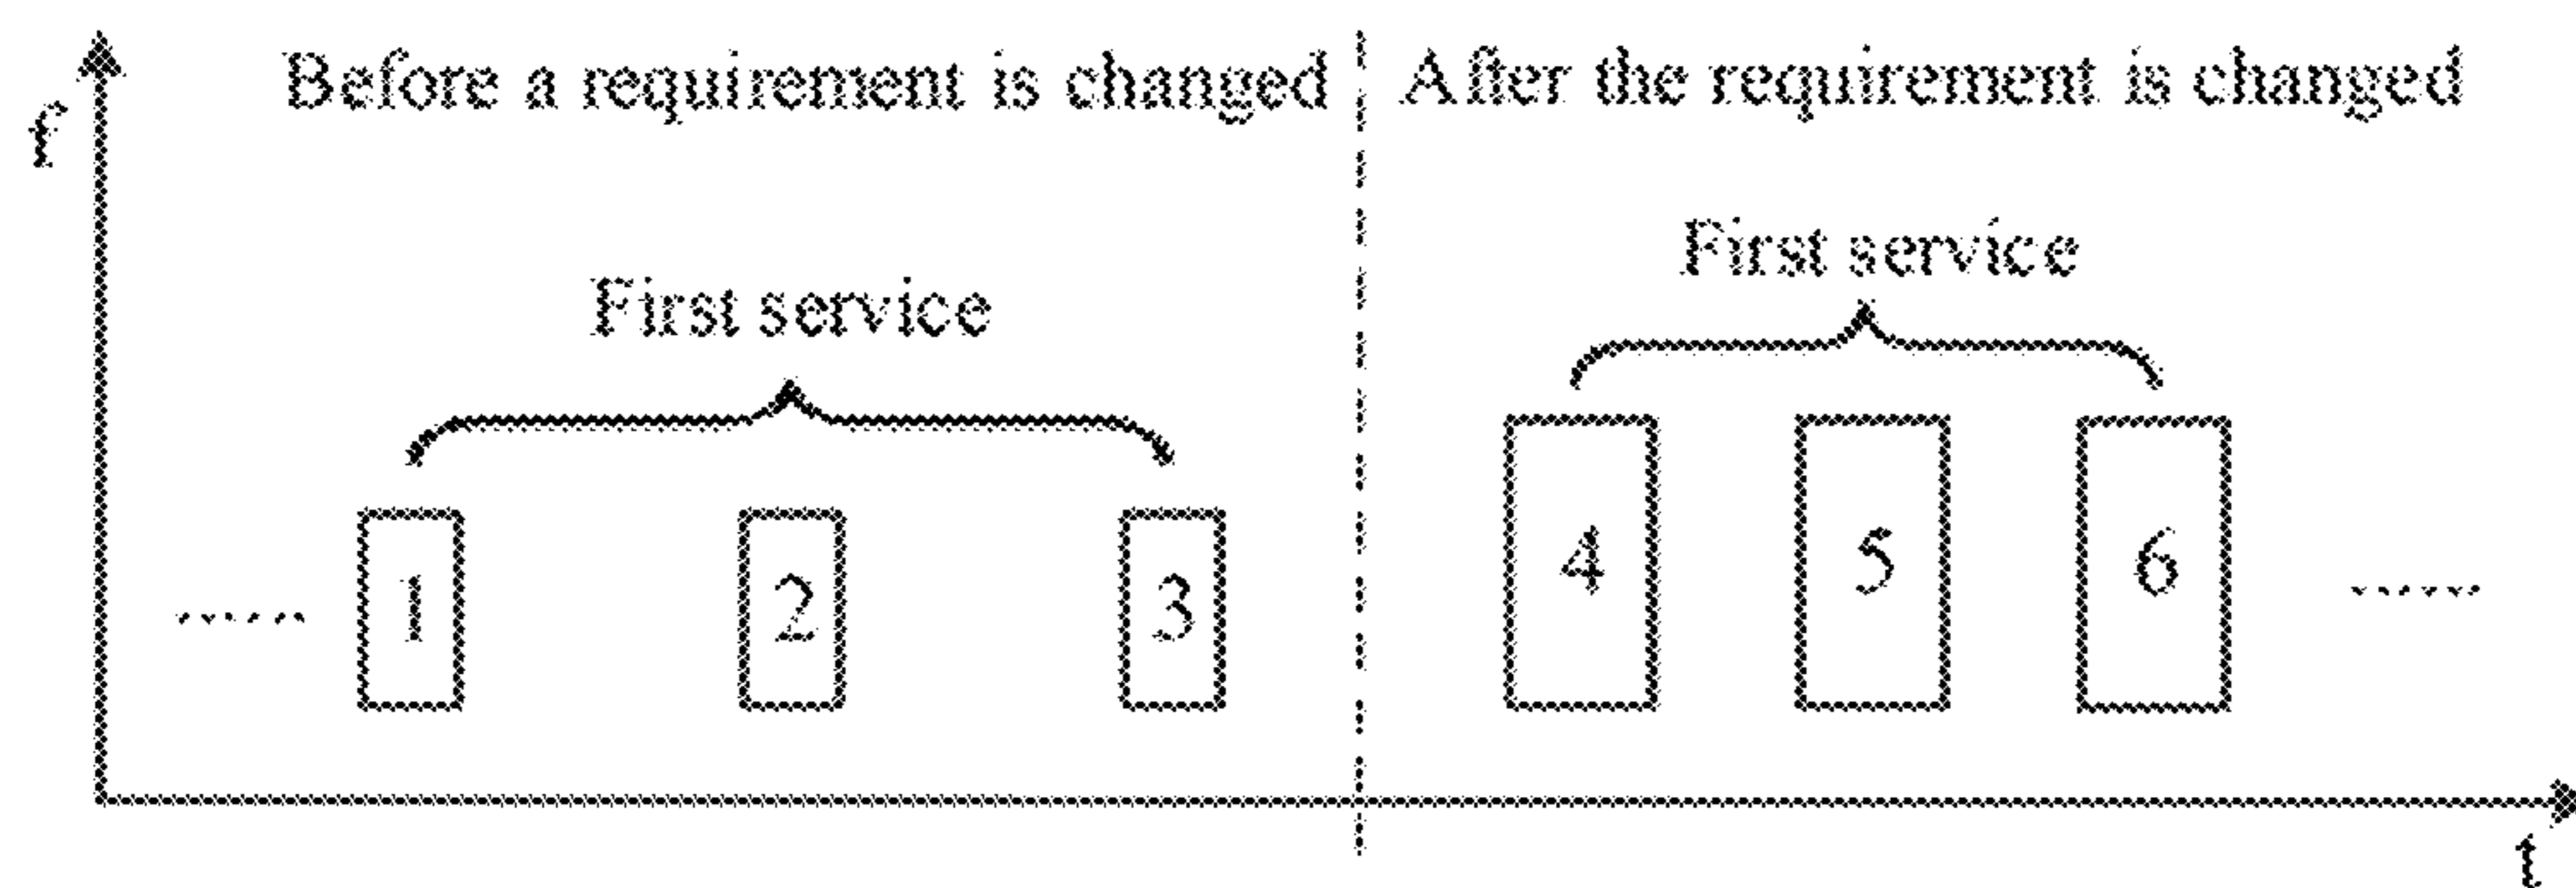 f
Before a requirement is changed
After the requirement is changed
First service
First service
1 2 3 4 5 6
t